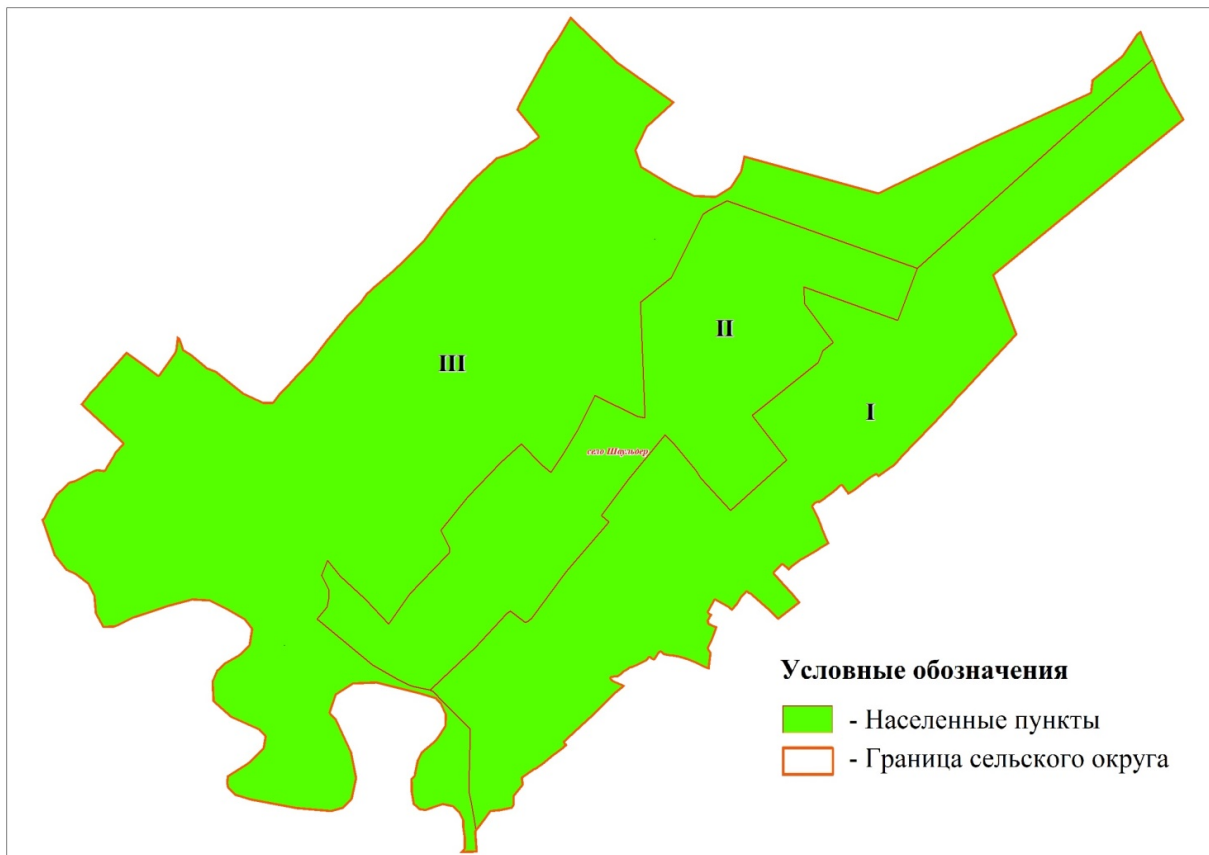 II
III
I
село Шаульдер
Условные обозначения
- Населенные пункты
- Граница сельского округа